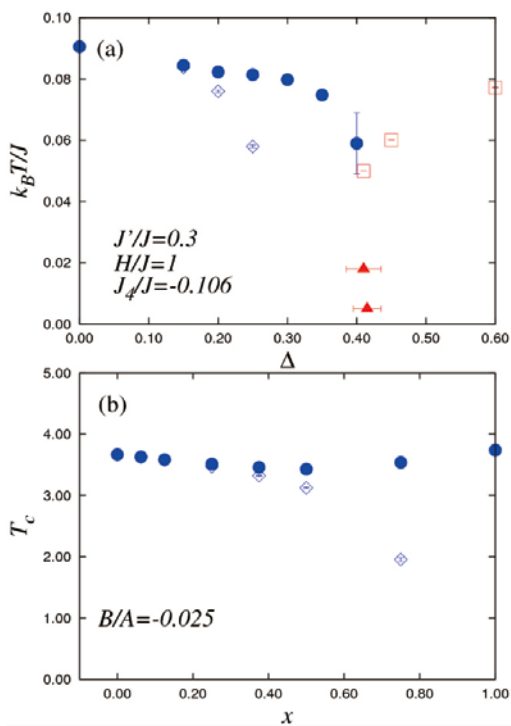 0.10
(a)
0.08
0.06
k_BT/J
0.04
J'/J=0.3
H/J=1
0.02
J_4/J=-0.106
0.00
0.00 0.10 0.20 0.30 0.40 0.50 0.60
Δ
5.00
(b)
4.00
3.00
T_c
2.00
1.00
B/A=-0.025
0.00
0.00 0.20 0.40 0.60 0.80 1.00
x